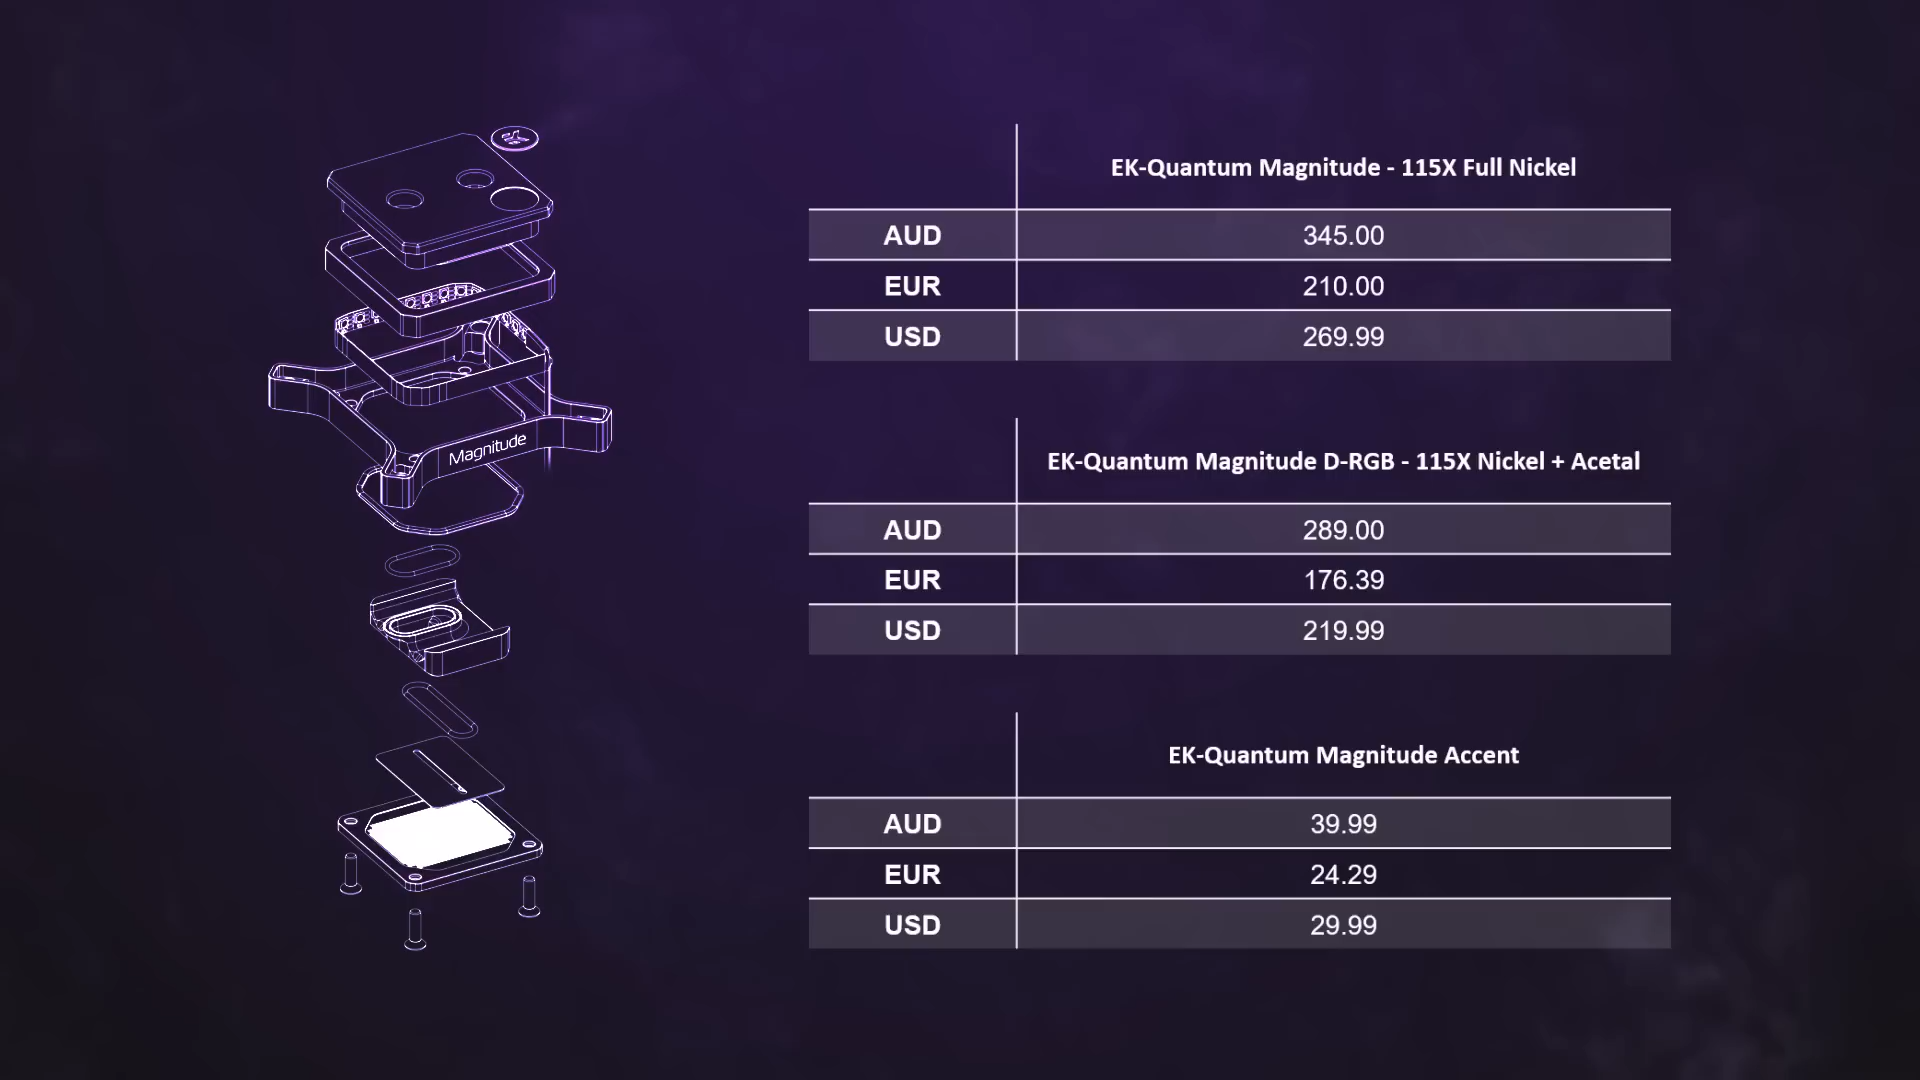 EK-Quantum Magnitude - 115X Full Nickel
AUD 345.00
EUR 210.00
USD 269.99
EK-Quantum Magnitude D-RGB - 115X Nickel + Acetal
AUD 289.00
EUR 176.39
USD 219.99
EK-Quantum Magnitude Accent
AUD 39.99
EUR 24.29
USD 29.99
Magnitude